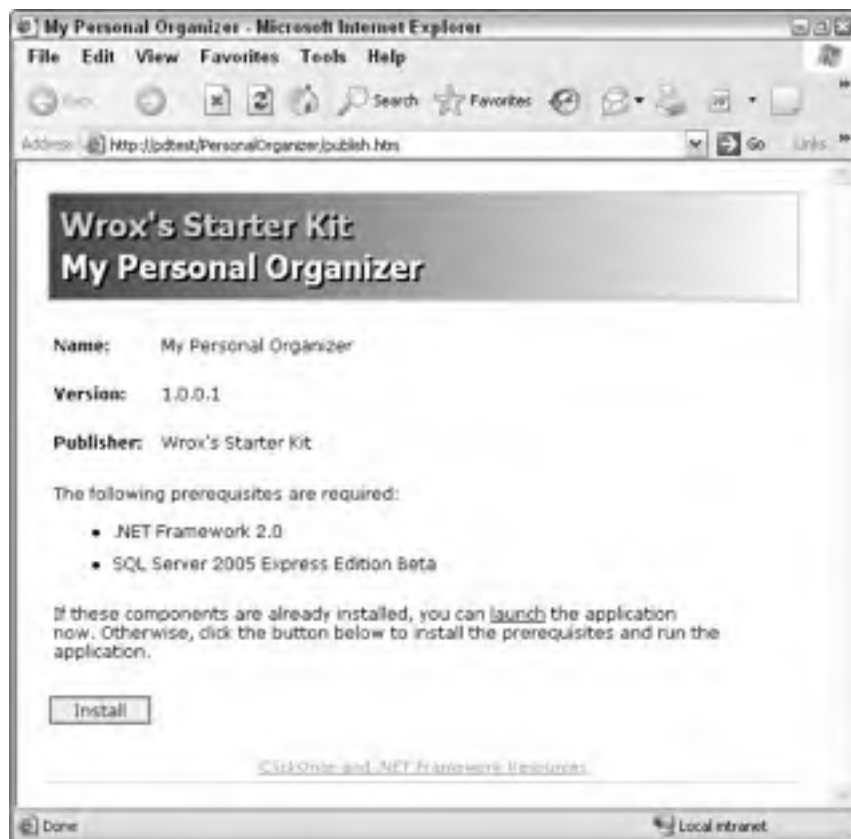 My Personal Organizer - Microsoft Internet Explorer
File Edit View Favorites Tools Help
Back Search Favorites
Address http://pdtest/PersonalOrganizer/publish.htm Go Links »
Wrox's Starter Kit
My Personal Organizer
Name: My Personal Organizer
Version: 1.0.0.1
Publisher: Wrox's Starter Kit
The following prerequisites are required:
• .NET Framework 2.0
• SQL Server 2005 Express Edition Beta
If these components are already installed, you can launch the application
now. Otherwise, click the button below to install the prerequisites and run the
application.
Install
ClickOnce and .NET Framework Resources
Done Local intranet